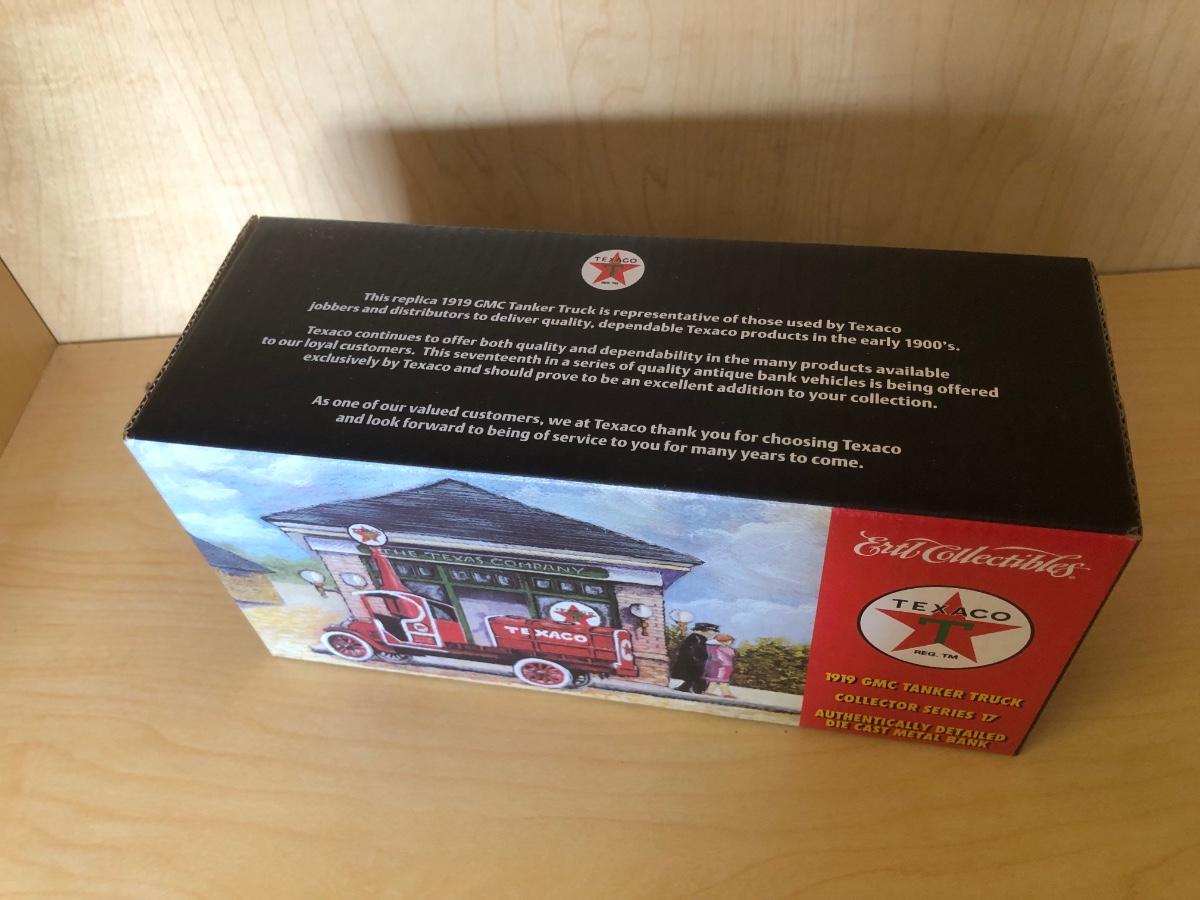 TEXACO
T
REG. TM
This replica 1919 GMC Tanker Truck is representative of those used by Texaco
jobbers and distributors to deliver quality, dependable Texaco products in the early 1900's.
Texaco continues to offer both quality and dependability in the many products available
to our loyal customers. This seventeenth in a series of quality antique bank vehicles is being offered
exclusively by Texaco and should prove to be an excellent addition to your collection.
As one of our valued customers, we at Texaco thank you for choosing Texaco
and look forward to being of service to you for many years to come.
THE TEXAS COMPANY
TEXACO
Ertl Collectibles
TEXACO
T
REG. TM
1919 GMC TANKER TRUCK
COLLECTOR SERIES 17
AUTHENTICALLY DETAILED
DIE CAST METAL BANK